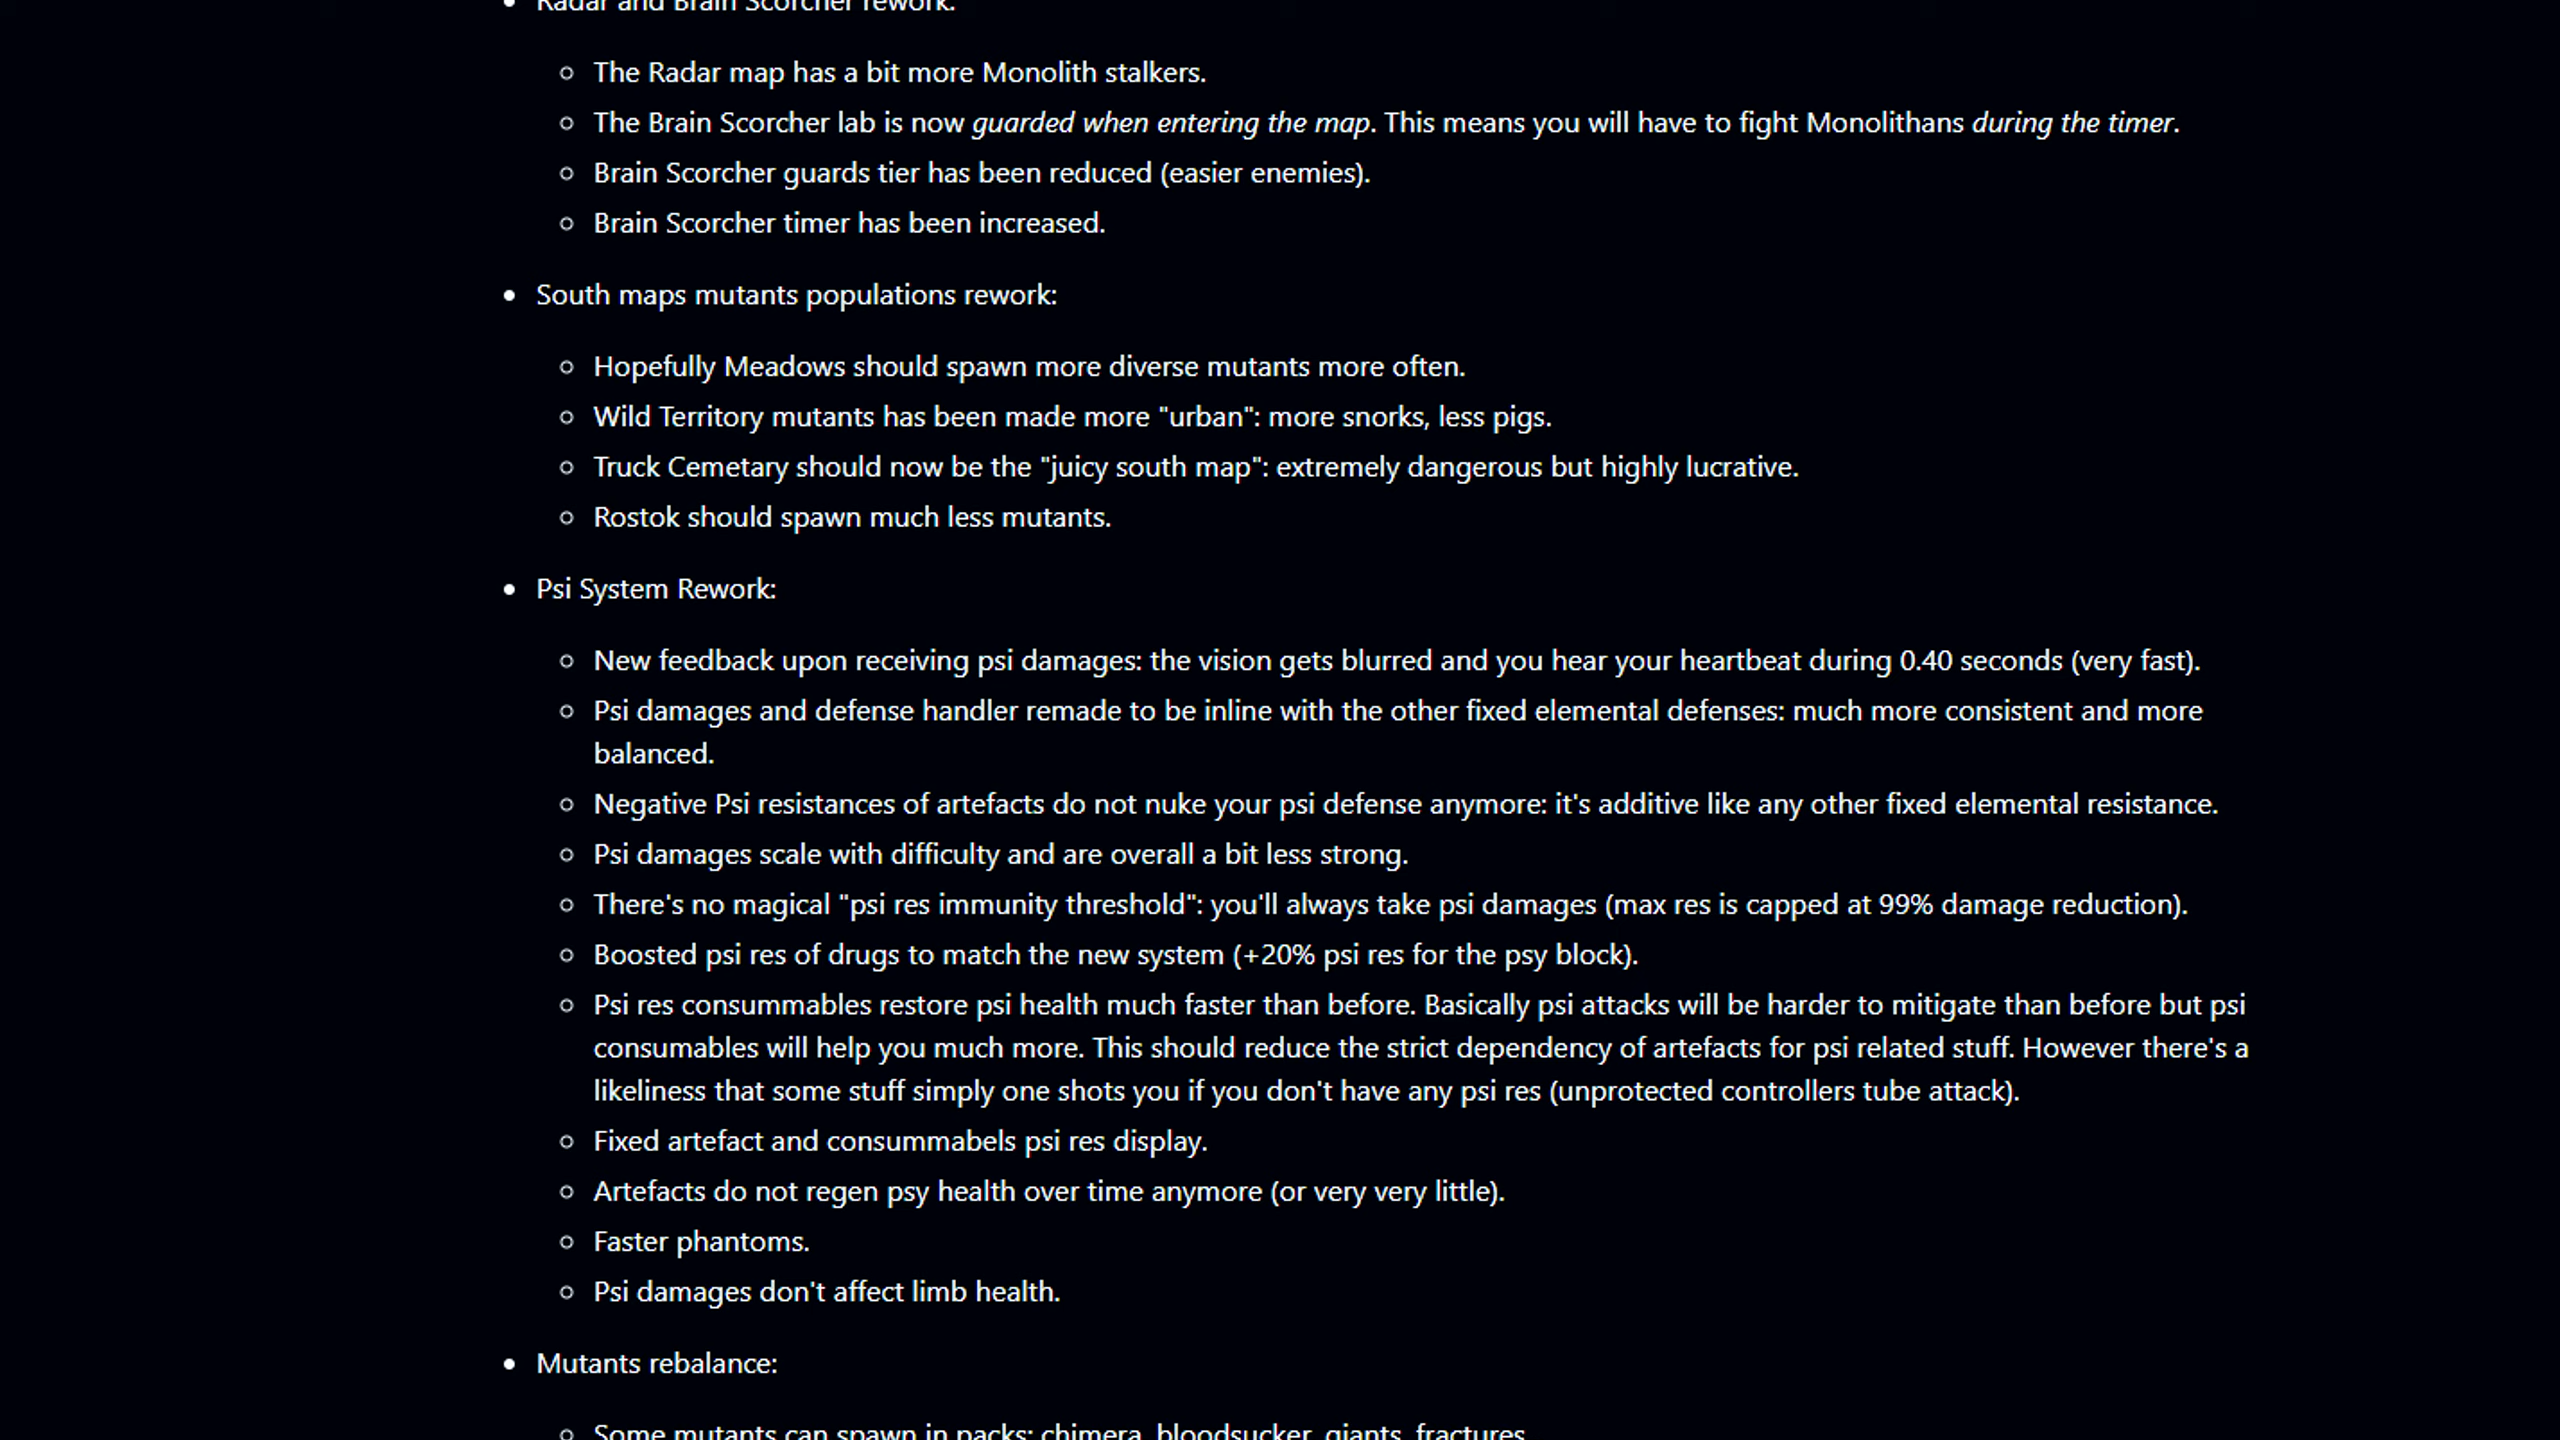 Radar and Brain Scorcher rework:
The Radar map has a bit more Monolith stalkers.
The Brain Scorcher lab is now guarded when entering the map. This means you will have to fight Monolithans during the timer.
Brain Scorcher guards tier has been reduced (easier enemies).
Brain Scorcher timer has been increased.
South maps mutants populations rework:
Hopefully Meadows should spawn more diverse mutants more often.
Wild Territory mutants has been made more "urban": more snorks, less pigs.
Truck Cemetary should now be the "juicy south map": extremely dangerous but highly lucrative.
Rostok should spawn much less mutants.
Psi System Rework:
New feedback upon receiving psi damages: the vision gets blurred and you hear your heartbeat during 0.40 seconds (very fast).
Psi damages and defense handler remade to be inline with the other fixed elemental defenses: much more consistent and more
balanced.
Negative Psi resistances of artefacts do not nuke your psi defense anymore: it's additive like any other fixed elemental resistance.
Psi damages scale with difficulty and are overall a bit less strong.
There's no magical "psi res immunity threshold": you'll always take psi damages (max res is capped at 99% damage reduction).
Boosted psi res of drugs to match the new system (+20% psi res for the psy block).
Psi res consummables restore psi health much faster than before. Basically psi attacks will be harder to mitigate than before but psi
consumables will help you much more. This should reduce the strict dependency of artefacts for psi related stuff. However there's a
likeliness that some stuff simply one shots you if you don't have any psi res (unprotected controllers tube attack).
Fixed artefact and consummabels psi res display.
Artefacts do not regen psy health over time anymore (or very very little).
Faster phantoms.
Psi damages don't affect limb health.
Mutants rebalance:
Some mutants can spawn in packs: chimera, bloodsucker, giants, fractures